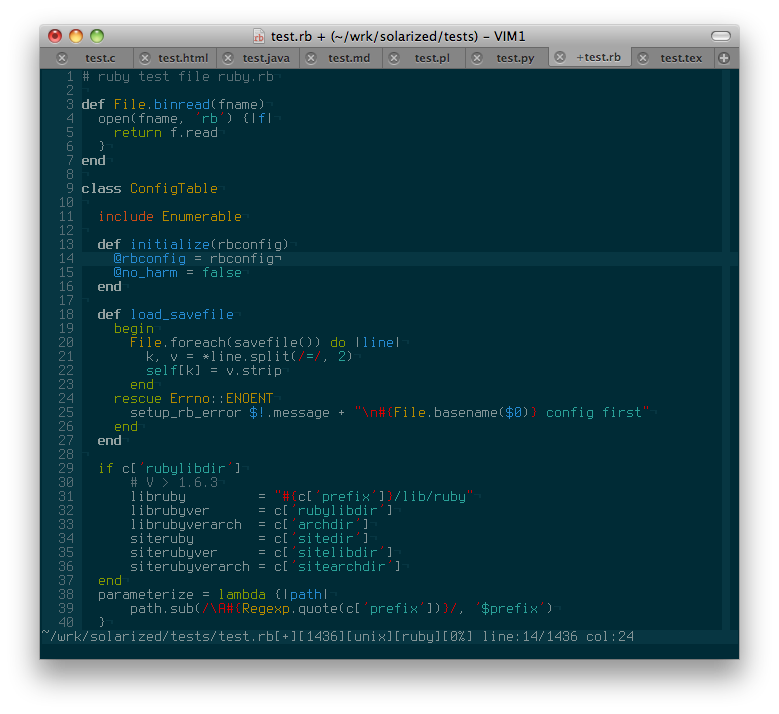 test.rb + (~/wrk/solarized/tests) – VIM1
test.c test.html test.java test.md test.pl test.py +test.rb test.tex
1 # ruby test file ruby.rb¬
2 ¬
3 def File.binread(fname)¬
4   open(fname, 'rb') {|f|¬
5     return f.read¬
6   }¬
7 end¬
8 ¬
9 class ConfigTable¬
10 ¬
11   include Enumerable¬
12 ¬
13   def initialize(rbconfig)¬
14     @rbconfig = rbconfig¬
15     @no_harm = false¬
16   end¬
17 ¬
18   def load_savefile¬
19     begin¬
20       File.foreach(savefile()) do |line|¬
21         k, v = *line.split(/=/, 2)¬
22         self[k] = v.strip¬
23       end¬
24     rescue Errno::ENOENT¬
25       setup_rb_error $!.message + "\n#{File.basename($0)} config first"¬
26     end¬
27   end¬
28 ¬
29   if c['rubylibdir']¬
30       # V > 1.6.3¬
31       libruby         = "#{c['prefix']}/lib/ruby"¬
32       librubyver      = c['rubylibdir']¬
33       librubyverarch  = c['archdir']¬
34       siteruby        = c['sitedir']¬
35       siterubyver     = c['sitelibdir']¬
36       siterubyverarch = c['sitearchdir']¬
37   end¬
38   parameterize = lambda {|path|¬
39       path.sub(/\A#{Regexp.quote(c['prefix'])}/, '$prefix')¬
40   }¬
~/wrk/solarized/tests/test.rb[+][1436][unix][ruby][0%] line:14/1436 col:24